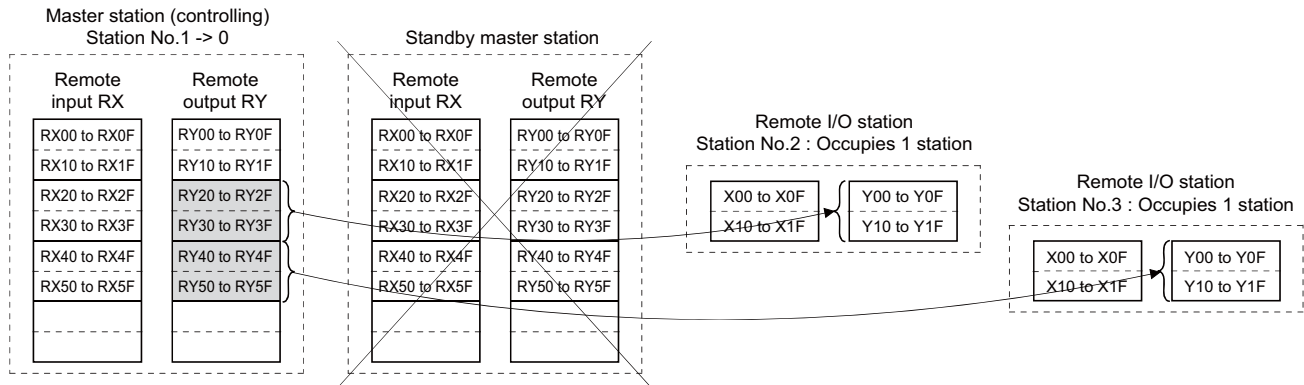 Master station (controlling)
Station No.1 -> 0
Remote
input RX
Remote
output RY
RX00 to RX0F
RY00 to RY0F
RX10 to RX1F
RY10 to RY1F
RX20 to RX2F
RY20 to RY2F
RX30 to RX3F
RY30 to RY3F
RX40 to RX4F
RY40 to RY4F
RX50 to RX5F
RY50 to RY5F
Standby master station
Remote
input RX
Remote
output RY
RX00 to RX0F
RY00 to RY0F
RX10 to RX1F
RY10 to RY1F
RX20 to RX2F
RY20 to RY2F
RX30 to RX3F
RY30 to RY3F
RX40 to RX4F
RY40 to RY4F
RX50 to RX5F
RY50 to RY5F
Remote I/O station
Station No.2 : Occupies 1 station
X00 to X0F
Y00 to Y0F
X10 to X1F
Y10 to Y1F
Remote I/O station
Station No.3 : Occupies 1 station
X00 to X0F
Y00 to Y0F
X10 to X1F
Y10 to Y1F